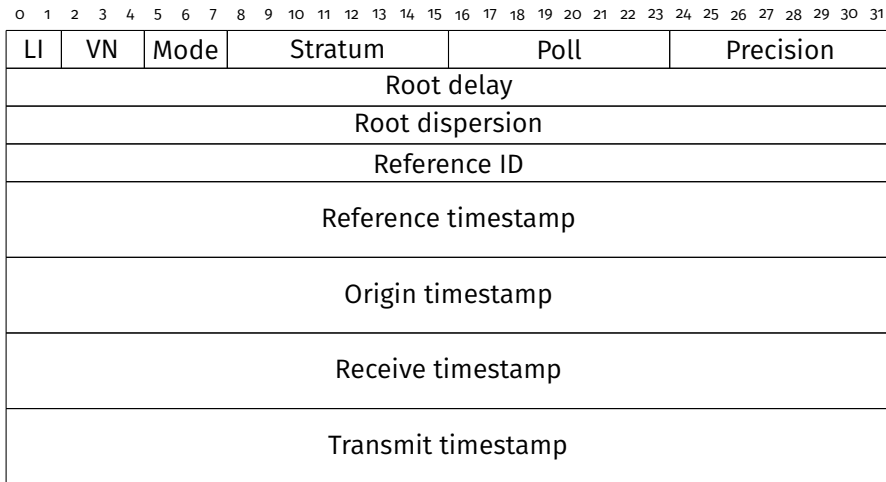 0 1 2 3 4 5 6 7 8 9 10 11 12 13 14 15 16 17 18 19 20 21 22 23 24 25 26 27 28 29 30 31
LI VN Mode Stratum Poll Precision
Root delay
Root dispersion
Reference ID
Reference timestamp
Origin timestamp
Receive timestamp
Transmit timestamp